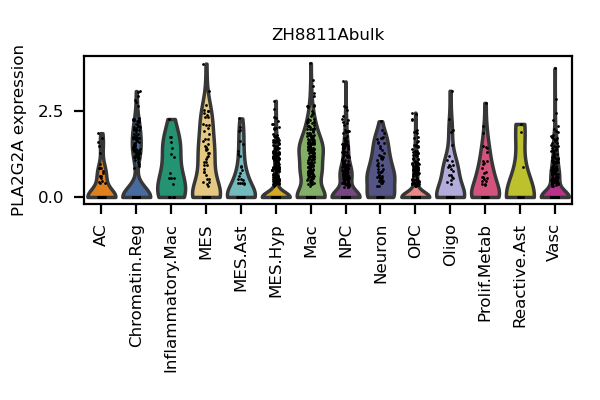 ZH8811Abulk
PLA2G2A expression
2.5
0.0
AC
Chromatin.Reg
Inflammatory.Mac
MES
MES.Ast
MES.Hyp
Mac
NPC
Neuron
OPC
Oligo
Prolif.Metab
Reactive.Ast
Vasc